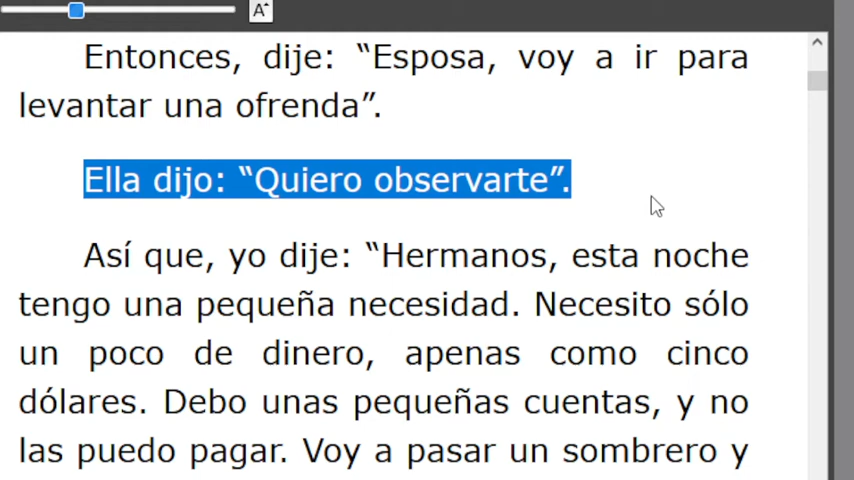 A
Entonces, dije: “Esposa, voy a ir para
levantar una ofrenda”.
Ella dijo: “Quiero observarte”.
Así que, yo dije: “Hermanos, esta noche
tengo una pequeña necesidad. Necesito sólo
un poco de dinero, apenas como cinco
dólares. Debo unas pequeñas cuentas, y no
las puedo pagar. Voy a pasar un sombrero y